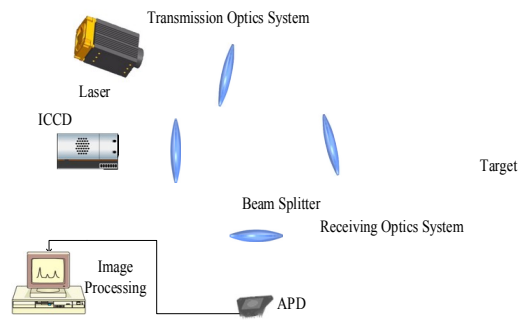 Transmission Optics System
Laser
ICCD
Target
Beam Splitter
Receiving Optics System
Image
Processing
APD